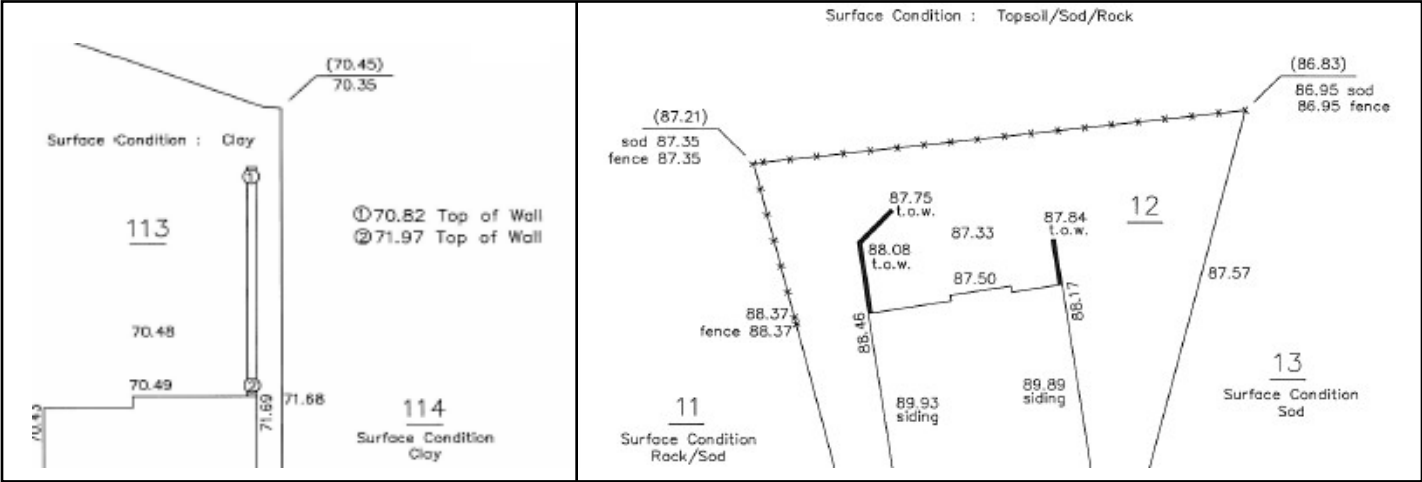 (70.45)
70.35
Surface Condition : Clay
①
113
①70.82 Top of Wall
②71.97 Top of Wall
70.48
70.49
②
70.43
71.69
71.68
114
Surface Condition
Clay
Surface Condition : Topsoil/Sod/Rock
(86.83)
86.95 sod
86.95 fence
(87.21)
sod 87.35
fence 87.35
87.75
t.o.w.
12
87.84
t.o.w.
87.33
88.08
t.o.w.
87.50
87.57
88.17
88.37
fence 88.37
88.46
13
Surface Condition
Sod
89.89
siding
89.93
siding
11
Surface Condition
Rock/Sod